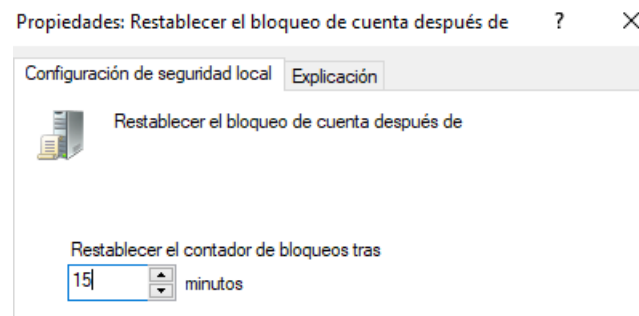 Propiedades: Restablecer el bloqueo de cuenta después de ? ×
Configuración de seguridad local Explicación
Restablecer el bloqueo de cuenta después de
Restablecer el contador de bloqueos tras
15 minutos